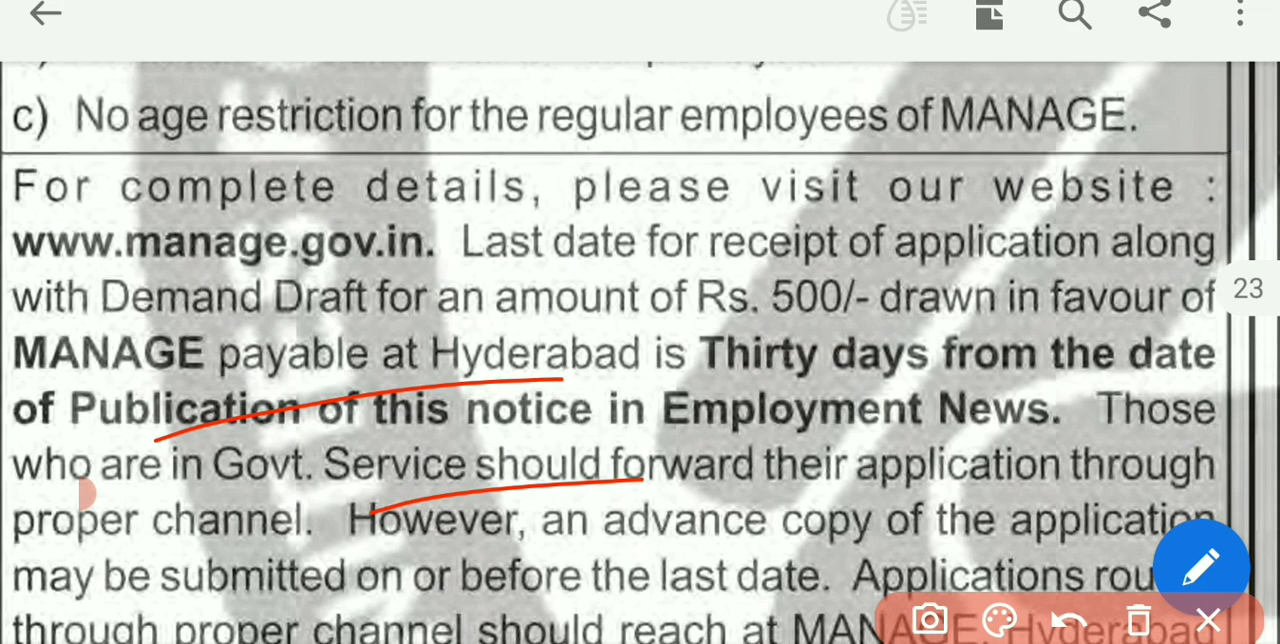 c) No age restriction for the regular employees of MANAGE.
For complete details, please visit our website :
www.manage.gov.in. Last date for receipt of application along
with Demand Draft for an amount of Rs. 500/- drawn in favour of
23
MANAGE payable at Hyderabad is Thirty days from the date
of Publication of this notice in Employment News. Those
who are in Govt. Service should forward their application through
proper channel. However, an advance copy of the application
may be submitted on or before the last date. Applications
through proper channel should reach at MANAGE, Hyderabad